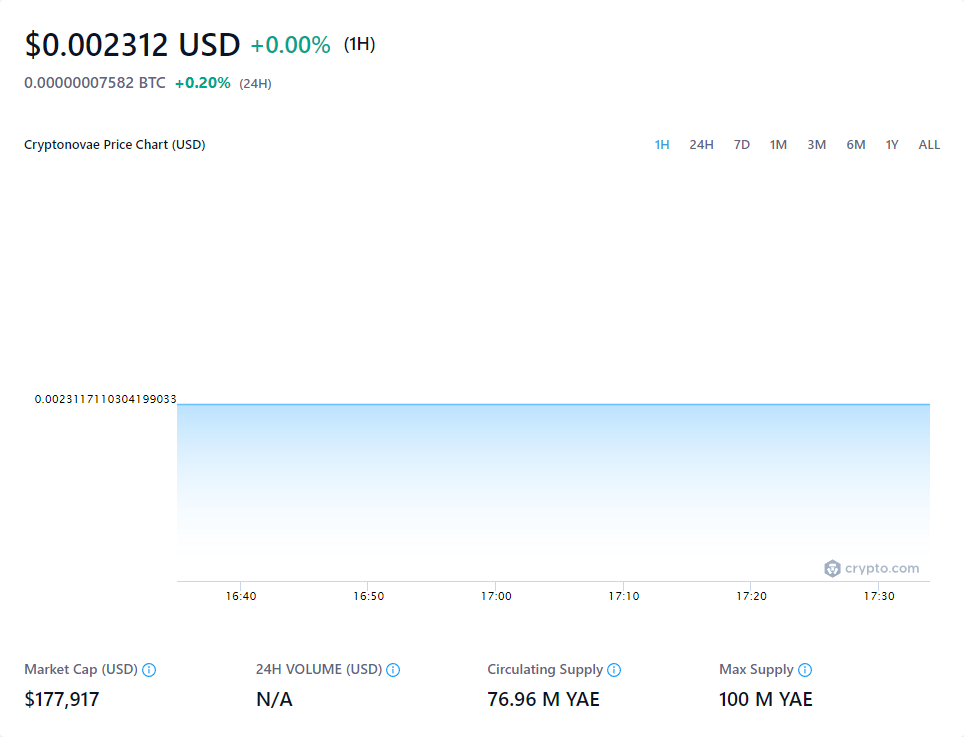 $0.002312 USD +0.00% (1H)
0.00000007582 BTC +0.20% (24H)
Cryptonovae Price Chart (USD) 1H 24H 7D 1M 3M 6M 1Y ALL
0.0023117110304199033
crypto.com
16:40 16:50 17:00 17:10 17:20 17:30
Market Cap (USD) 24H VOLUME (USD) Circulating Supply Max Supply
$177,917 N/A 76.96 M YAE 100 M YAE